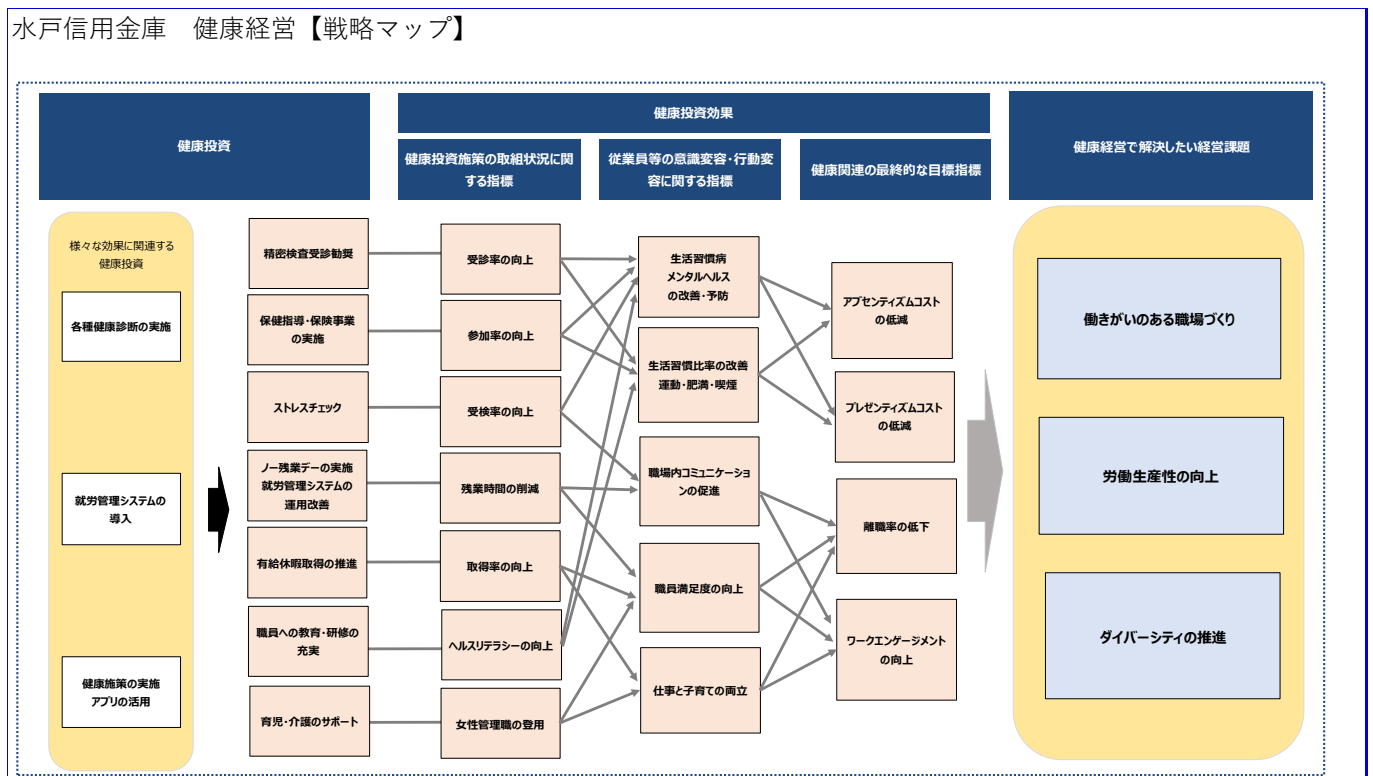 水戸信用金庫　健康経営【戦略マップ】
健康投資
健康投資効果
健康投資施策の取組状況に関
する指標
従業員等の意識変容・行動変
容に関する指標
健康関連の最終的な目標指標
健康経営で解決したい経営課題
様々な効果に関連する
健康投資
各種健康診断の実施
就労管理システムの
導入
健康施策の実施
アプリの活用
精密検査受診勧奨
保健指導・保険事業
の実施
ストレスチェック
ノー残業デーの実施
就労管理システムの
運用改善
有給休暇取得の推進
職員への教育・研修の
充実
育児・介護のサポート
受診率の向上
参加率の向上
受検率の向上
残業時間の削減
取得率の向上
ヘルスリテラシーの向上
女性管理職の登用
生活習慣病
メンタルヘルス
の改善・予防
生活習慣比率の改善
運動・肥満・喫煙
職場内コミュニケーショ
ンの促進
職員満足度の向上
仕事と子育ての両立
アブセンティズムコスト
の低減
プレゼンティズムコスト
の低減
離職率の低下
ワークエンゲージメント
の向上
働きがいのある職場づくり
労働生産性の向上
ダイバーシティの推進